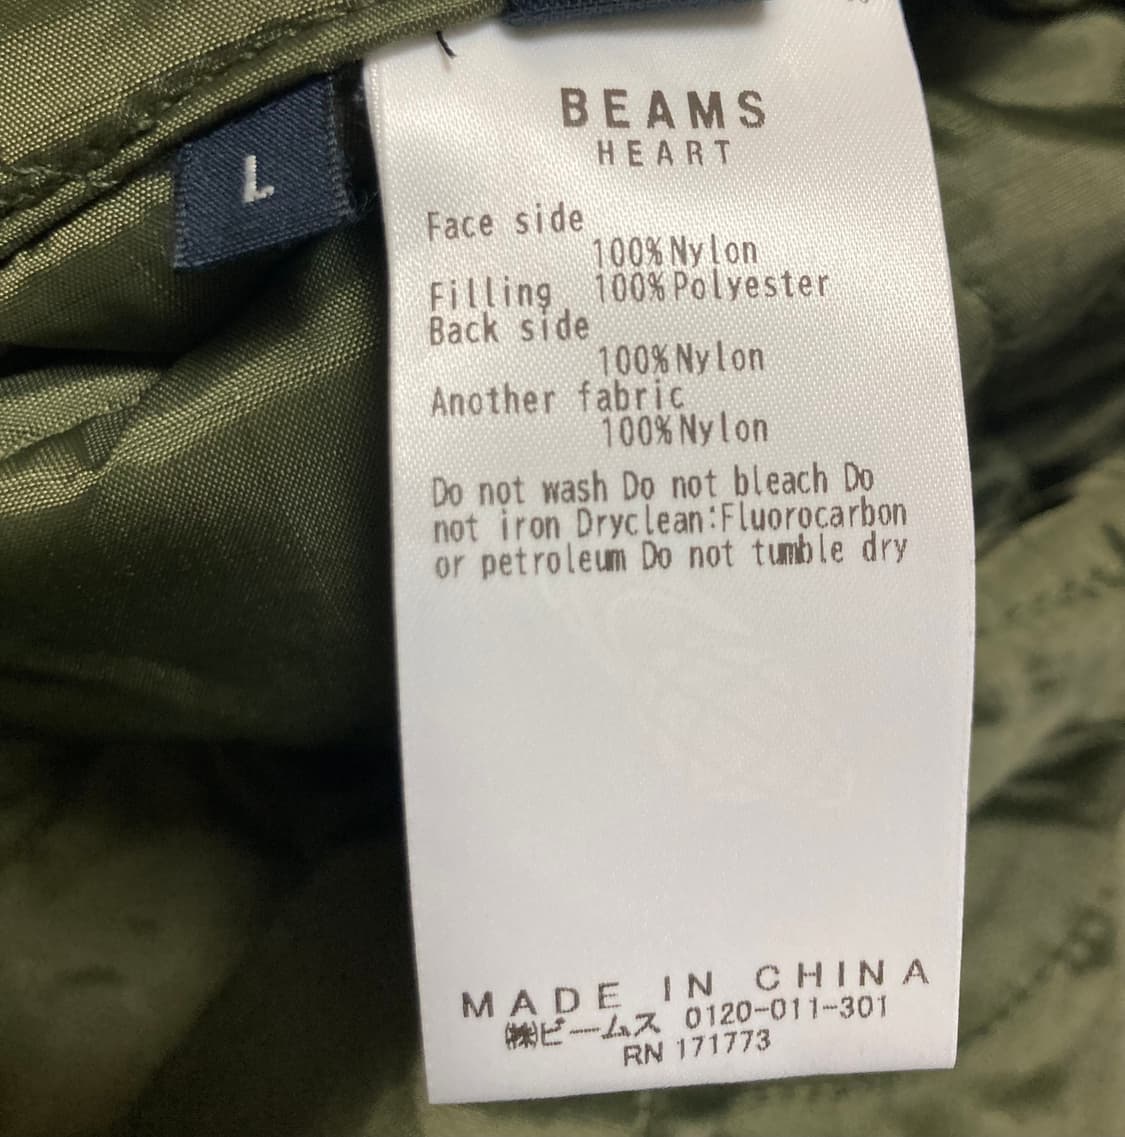 L
BEAMS
HEART
Face side
100%Nylon
Filling 100%Polyester
Back side
100%Nylon
Another fabric
100%Nylon
Do not wash Do not bleach Do
not iron Dryclean:Fluorocarbon
or petroleum Do not tumble dry
MADE IN CHINA
㈱ビームス 0120-011-301
RN 171773